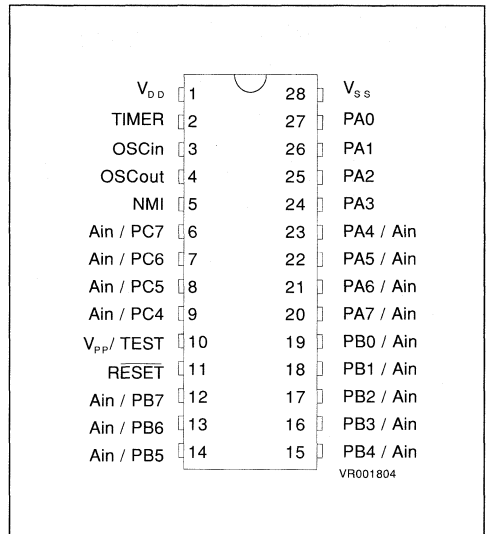 V_DD 1 28 V_SS
TIMER 2 27 PA0
OSCin 3 26 PA1
OSCout 4 25 PA2
NMI 5 24 PA3
Ain / PC7 6 23 PA4 / Ain
Ain / PC6 7 22 PA5 / Ain
Ain / PC5 8 21 PA6 / Ain
Ain / PC4 9 20 PA7 / Ain
V_PP/ TEST 10 19 PB0 / Ain
RESET 11 18 PB1 / Ain
Ain / PB7 12 17 PB2 / Ain
Ain / PB6 13 16 PB3 / Ain
Ain / PB5 14 15 PB4 / Ain
VR001804